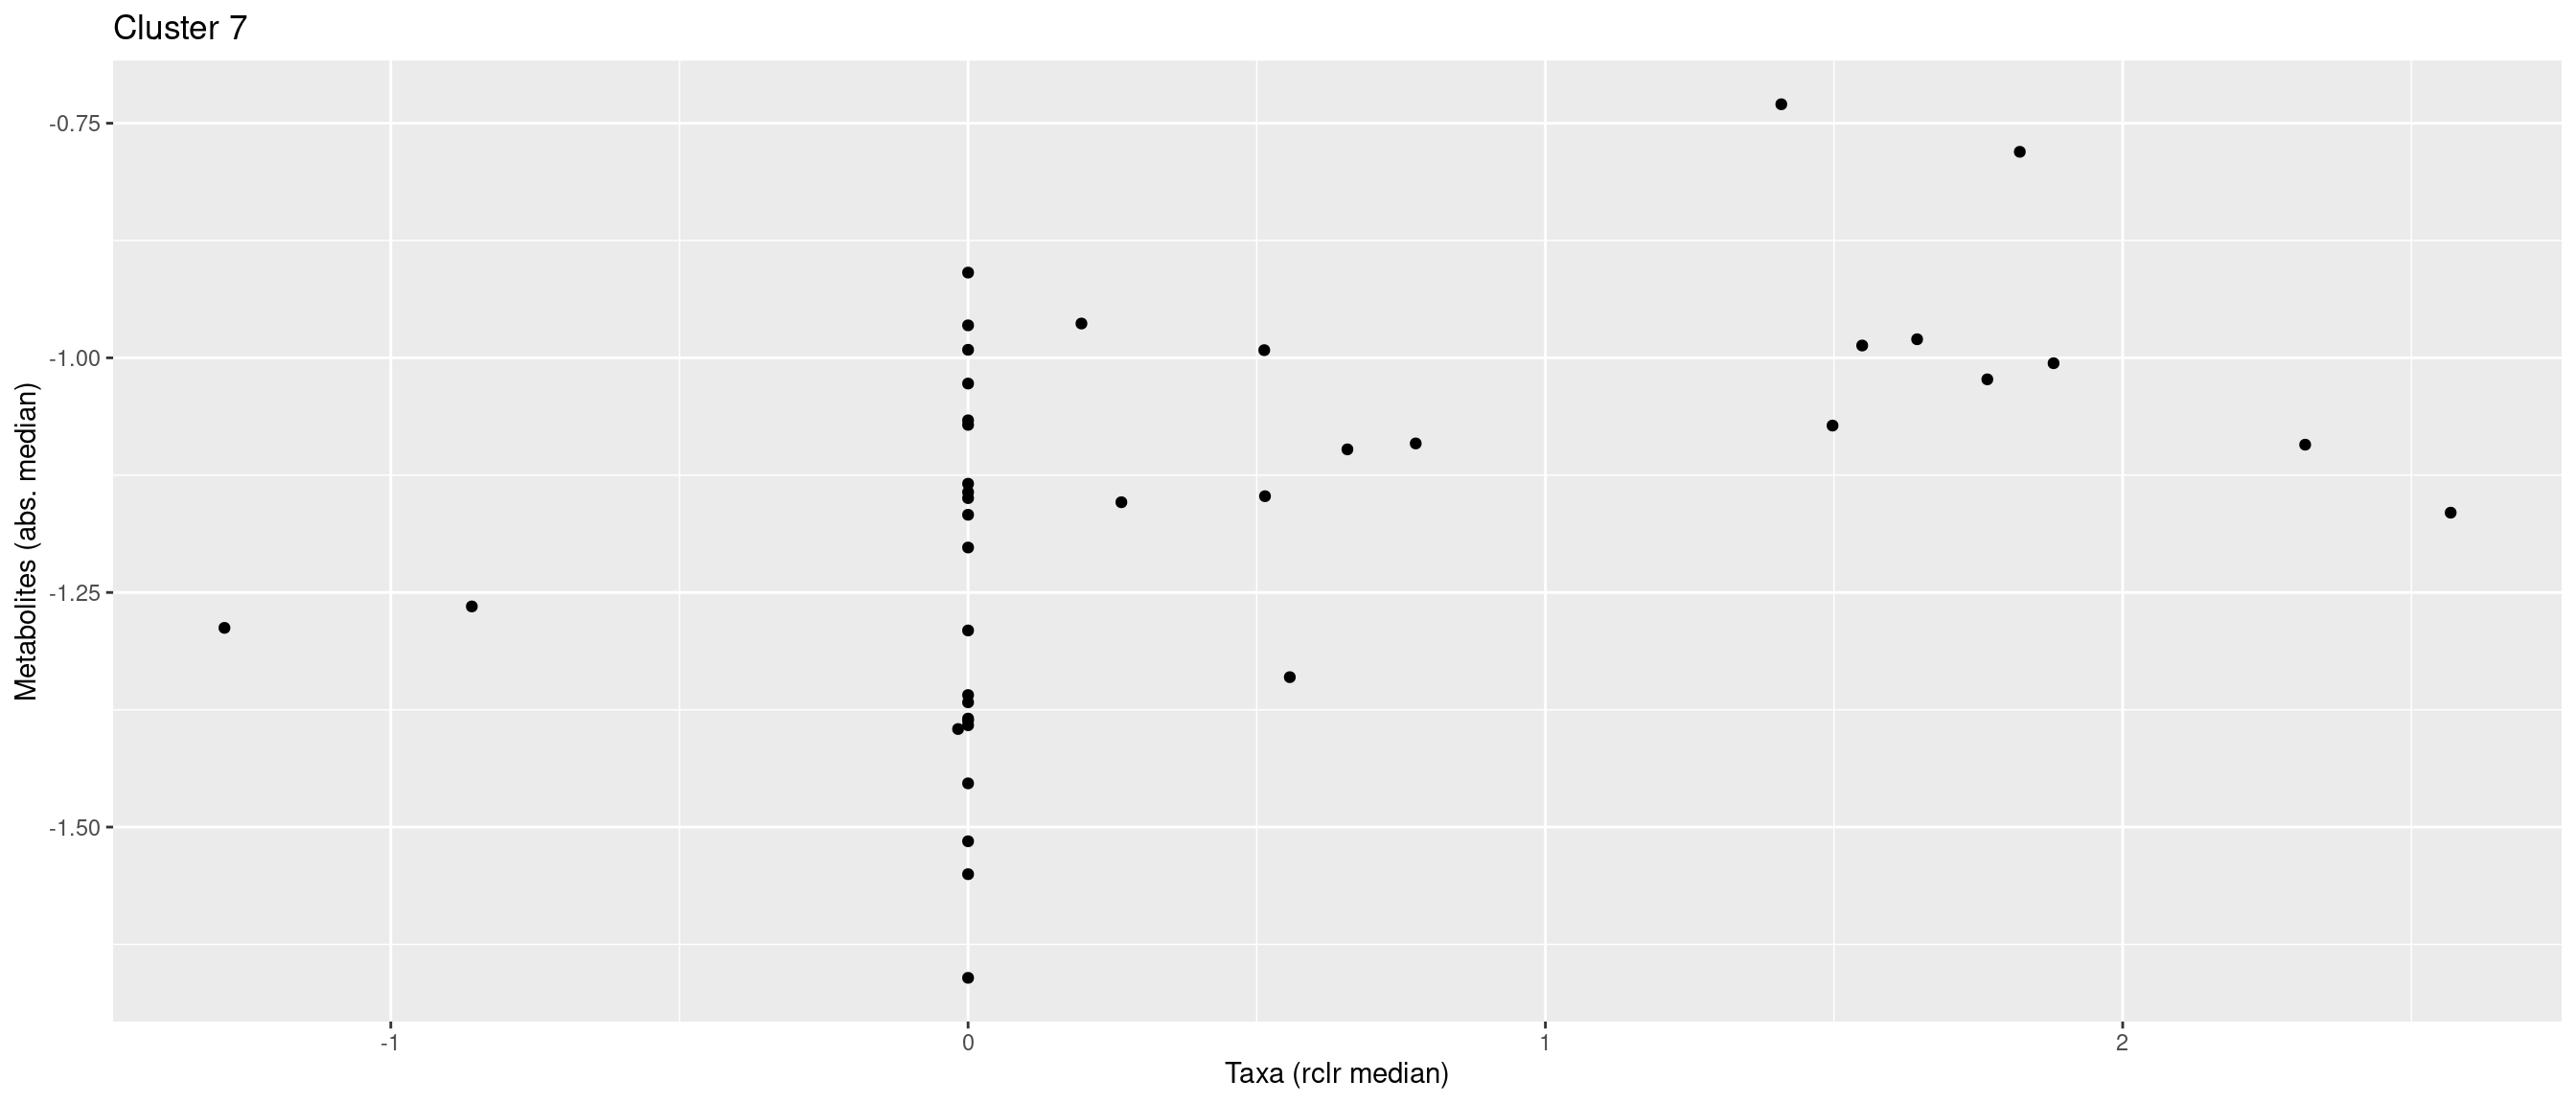 Cluster 7
-0.75
-1.00
-1.25
-1.50
Metabolites (abs. median)
-1
0
1
2
Taxa (rclr median)